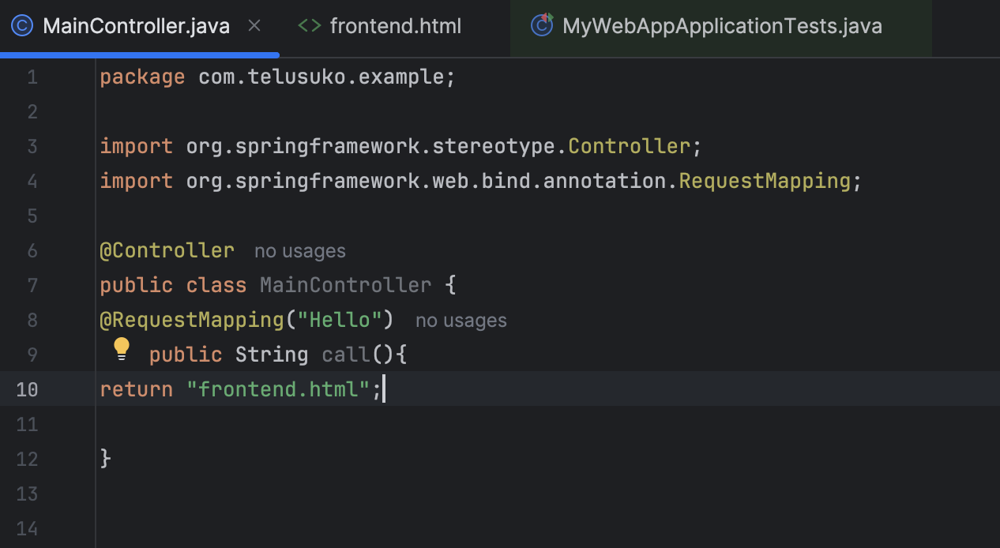 MainController.java × <> frontend.html MyWebAppApplicationTests.java
1 package com.telusuko.example;
2
3 import org.springframework.stereotype.Controller;
4 import org.springframework.web.bind.annotation.RequestMapping;
5
6 @Controller no usages
7 public class MainController {
8 @RequestMapping("Hello") no usages
9 public String call(){
10 return "frontend.html";
11
12 }
13
14